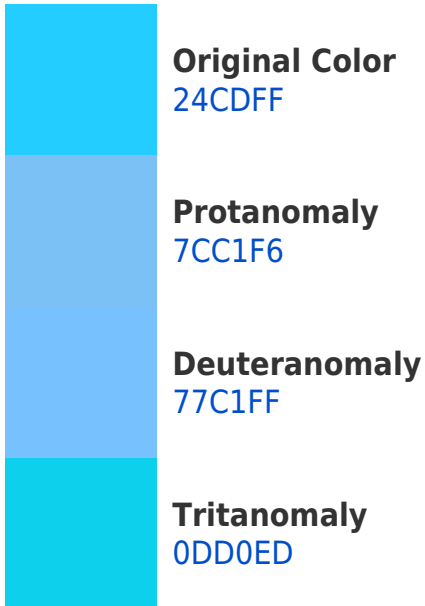 Original Color
24CDFF
Protanomaly
7CC1F6
Deuteranomaly
77C1FF
Tritanomaly
0DD0ED